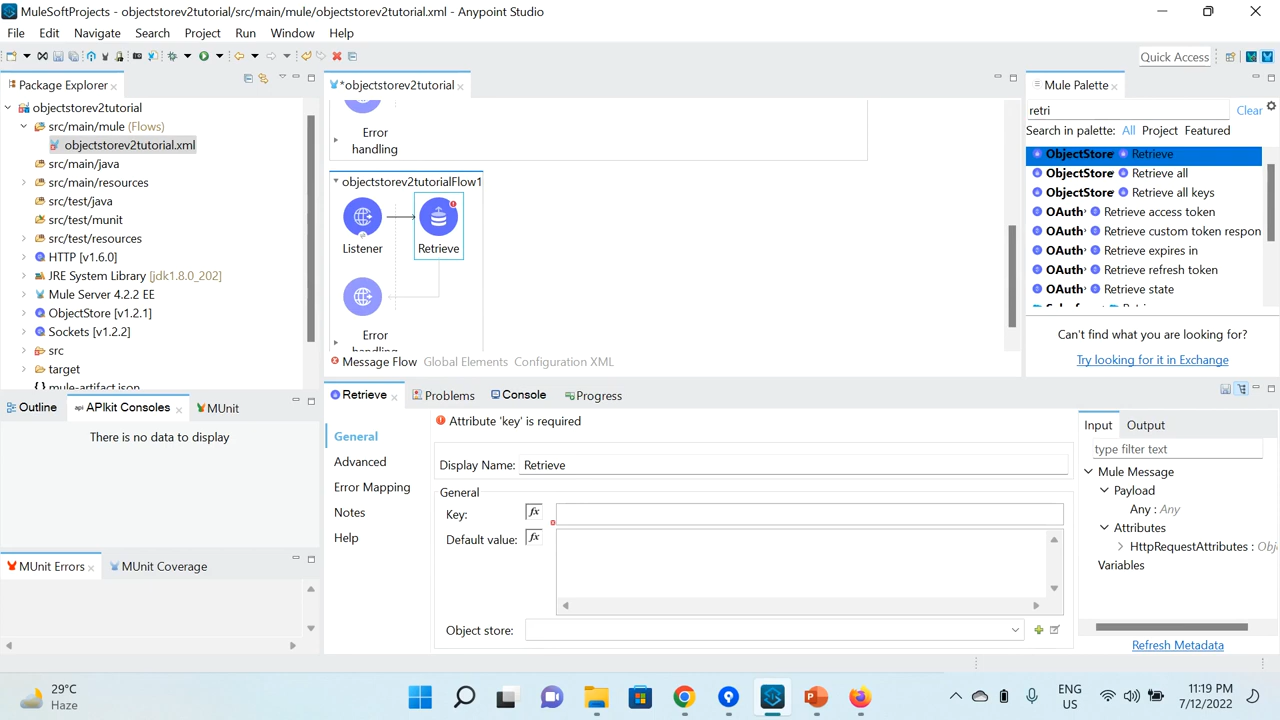 MuleSoftProjects - objectstorev2tutorial/src/main/mule/objectstorev2tutorial.xml - Anypoint Studio
File Edit Navigate Search Project Run Window Help
Quick Access
Package Explorer
objectstorev2tutorial
src/main/mule (Flows)
objectstorev2tutorial.xml
src/main/java
src/main/resources
src/test/java
src/test/munit
src/test/resources
HTTP [v1.6.0]
JRE System Library [jdk1.8.0_202]
Mule Server 4.2.2 EE
ObjectStore [v1.2.1]
Sockets [v1.2.2]
src
target
mule-artifact.json
*objectstorev2tutorial
Error
handling
objectstorev2tutorialFlow1
Listener
Retrieve
Error
handling
Message Flow Global Elements Configuration XML
Mule Palette
retri
Clear
Search in palette: All Project Featured
ObjectStore Retrieve
ObjectStore Retrieve all
ObjectStore Retrieve all keys
OAuth Retrieve access token
OAuth Retrieve custom token respon
OAuth Retrieve expires in
OAuth Retrieve refresh token
OAuth Retrieve state
Can't find what you are looking for?
Try looking for it in Exchange
Outline
API APIkit Consoles
MUnit
There is no data to display
MUnit Errors
MUnit Coverage
Retrieve
Problems
Console
Progress
General
Advanced
Error Mapping
Notes
Help
Attribute 'key' is required
Display Name: Retrieve
General
Key: fx
Default value: fx
Object store:
Input Output
type filter text
Mule Message
Payload
Any : Any
Attributes
HttpRequestAttributes : Obj
Variables
Refresh Metadata
29°C
Haze
ENG
US
11:19 PM
7/12/2022